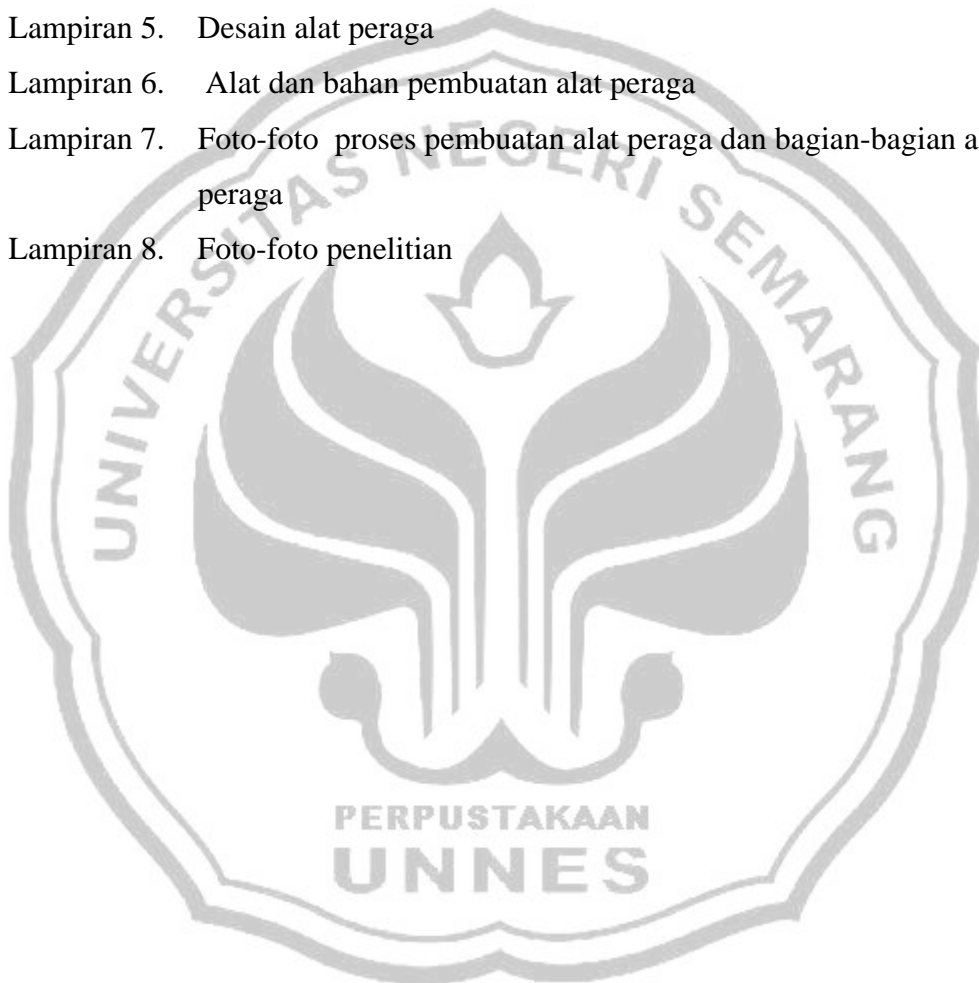 Lampiran 5. Desain alat peraga
Lampiran 6. Alat dan bahan pembuatan alat peraga
Lampiran 7. Foto-foto proses pembuatan alat peraga dan bagian-bagian a
peraga
Lampiran 8. Foto-foto penelitian
UNIVERSITAS NEGERI SEMARANG
PERPUSTAKAAN
UNNES